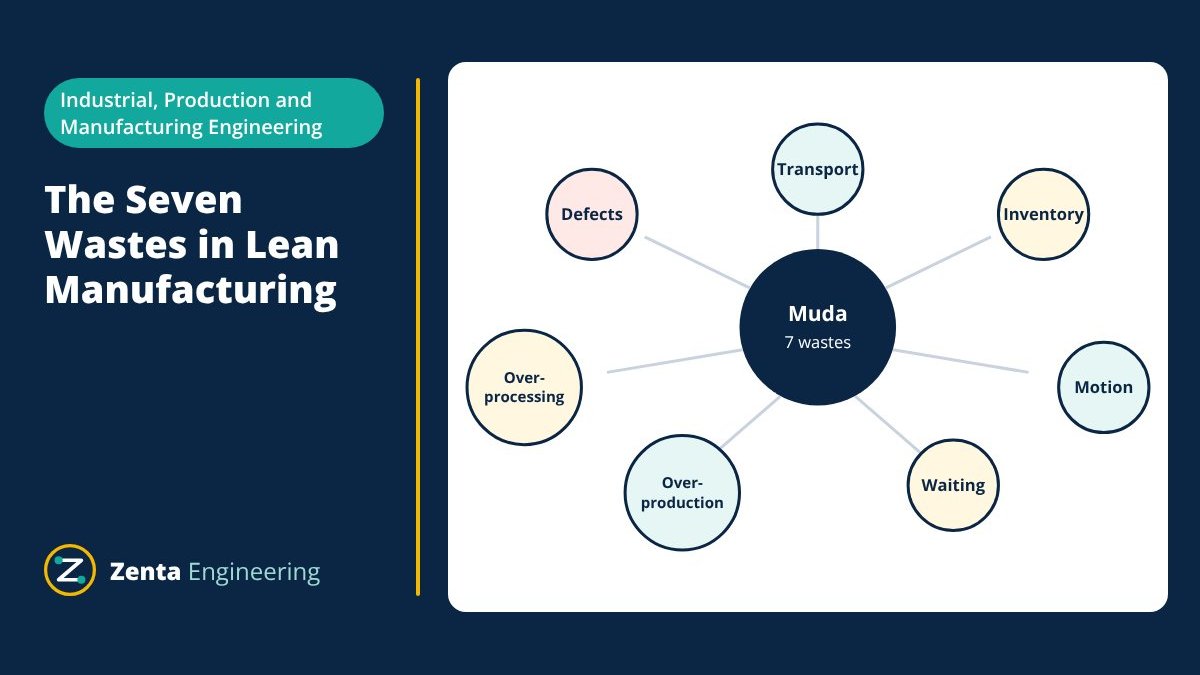 Industrial, Production and
Manufacturing Engineering
The Seven
Wastes in Lean
Manufacturing
Zenta Engineering
Transport
Defects
Inventory
Muda
7 wastes
Over-
processing
Motion
Over-
production
Waiting